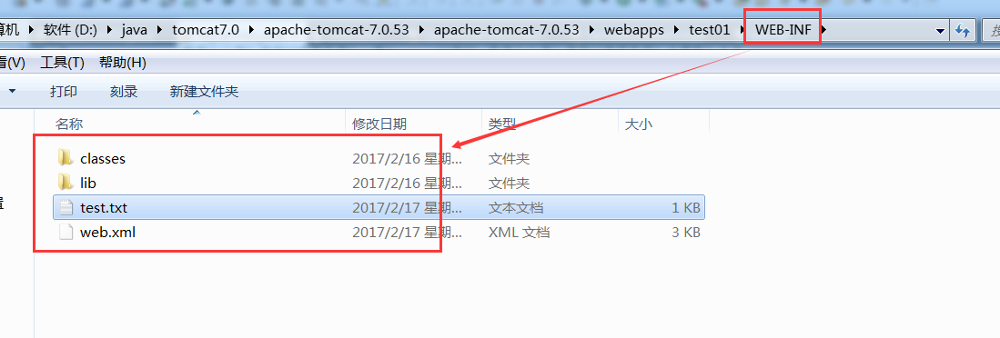 算机 软件 (D:) java tomcat7.0 apache-tomcat-7.0.53 apache-tomcat-7.0.53 webapps test01 WEB-INF
看(V) 工具(T) 帮助(H)
打印 刻录 新建文件夹
名称 修改日期 类型 大小
classes 2017/2/16 星期... 文件夹
lib 2017/2/16 星期... 文件夹
test.txt 2017/2/17 星期... 文本文档 1 KB
web.xml 2017/2/17 星期... XML 文档 3 KB